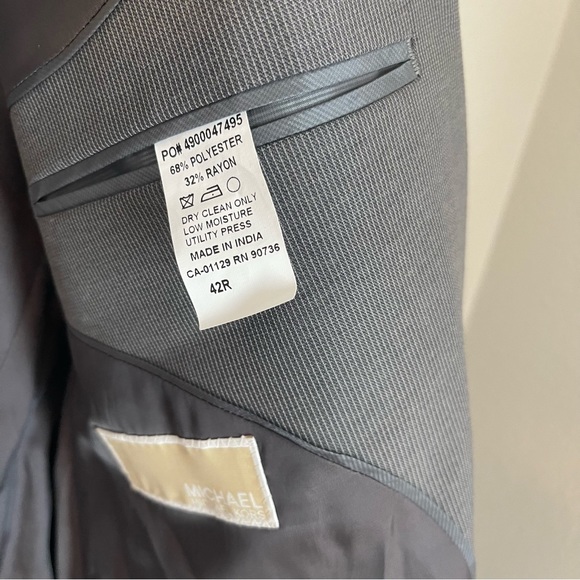 PO# 4900047495
68% POLYESTER
32% RAYON
DRY CLEAN ONLY
LOW MOISTURE
UTILITY PRESS
MADE IN INDIA
CA-01129 RN 90736
42R
MICHAEL
KORS